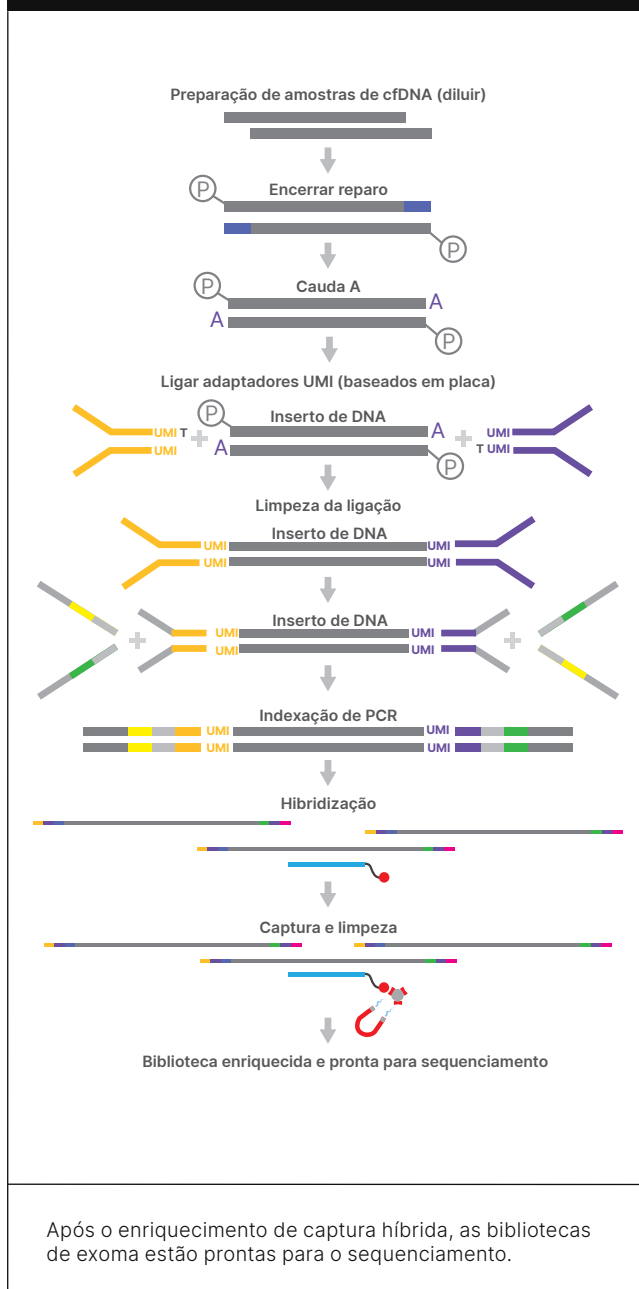 Preparação de amostras de cfDNA (diluir)
P
Encerrar reparo
P
P
Cauda A
A
A
P
Ligar adaptadores UMI (baseados em placa)
P
Inserto de DNA
UMI T
A
UMI
UMI
A
T UMI
P
Limpeza da ligação
Inserto de DNA
UMI
UMI
UMI
UMI
Inserto de DNA
UMI
UMI
UMI
UMI
Indexação de PCR
UMI
UMI
UMI
UMI
Hibridização
Captura e limpeza
Biblioteca enriquecida e pronta para sequenciamento
Após o enriquecimento de captura híbrida, as bibliotecas
de exoma estão prontas para o sequenciamento.